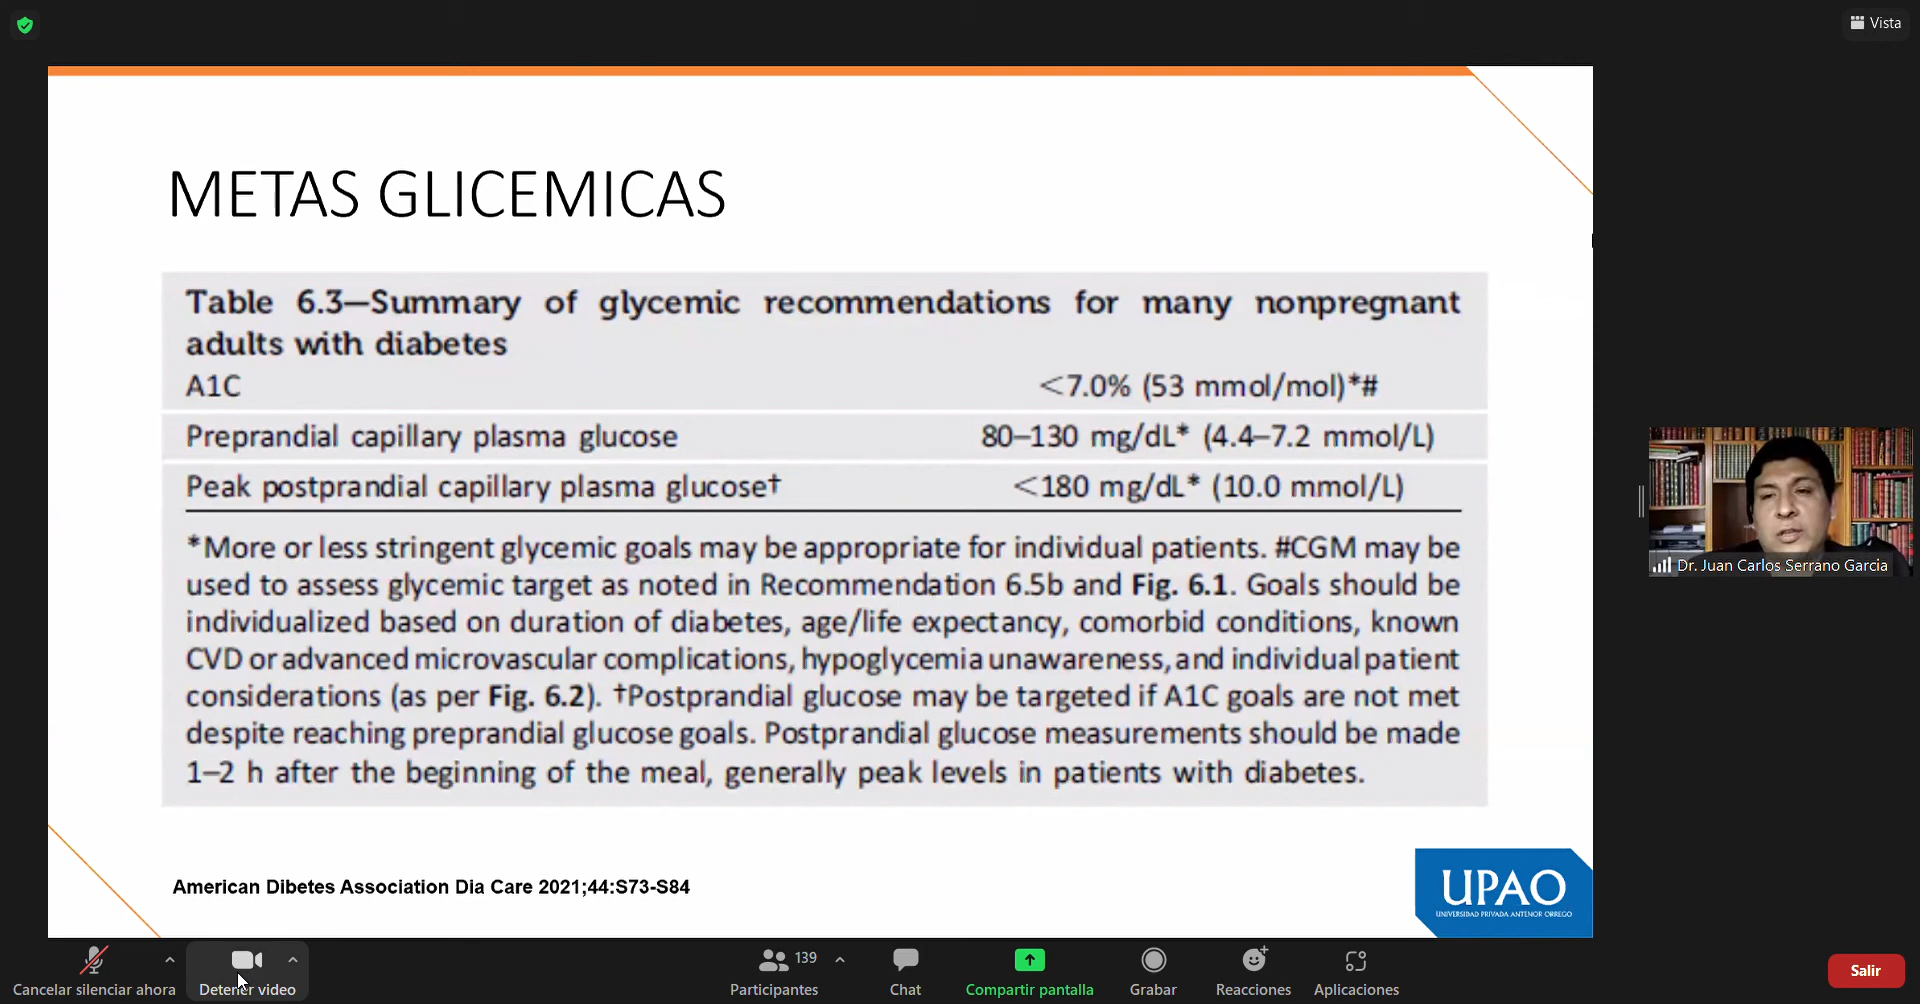 Vista
METAS GLICEMICAS
Table 6.3—Summary of glycemic recommendations for many nonpregnant
adults with diabetes
A1C <7.0% (53 mmol/mol)*#
Preprandial capillary plasma glucose 80–130 mg/dL* (4.4–7.2 mmol/L)
Peak postprandial capillary plasma glucose† <180 mg/dL* (10.0 mmol/L)
*More or less stringent glycemic goals may be appropriate for individual patients. #CGM may be
used to assess glycemic target as noted in Recommendation 6.5b and Fig. 6.1. Goals should be
individualized based on duration of diabetes, age/life expectancy, comorbid conditions, known
CVD or advanced microvascular complications, hypoglycemia unawareness, and individual patient
considerations (as per Fig. 6.2). †Postprandial glucose may be targeted if A1C goals are not met
despite reaching preprandial glucose goals. Postprandial glucose measurements should be made
1–2 h after the beginning of the meal, generally peak levels in patients with diabetes.
American Dibetes Association Dia Care 2021;44:S73-S84
UPAO
UNIVERSIDAD PRIVADA ANTENOR ORREGO
Dr. Juan Carlos Serrano Garcia
Cancelar silenciar ahora
Detener video
139
Participantes
Chat
Compartir pantalla
Grabar
Reacciones
Aplicaciones
Salir